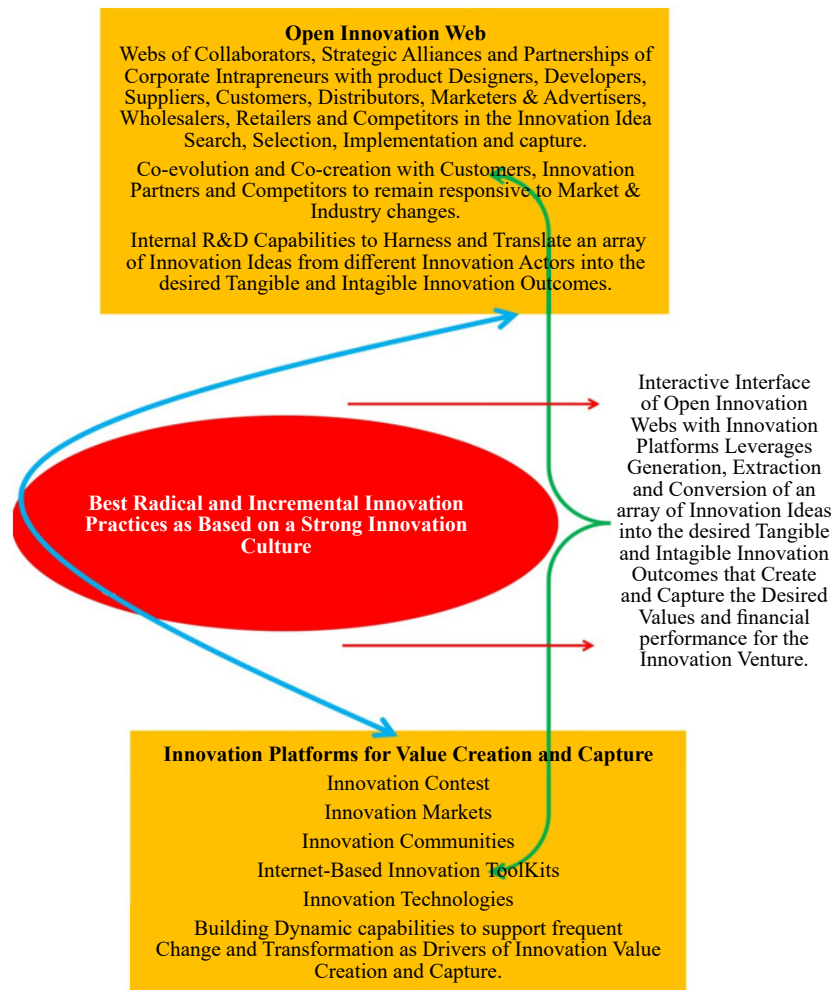 Open Innovation Web
Webs of Collaborators, Strategic Alliances and Partnerships of
Corporate Intrapreneurs with product Designers, Developers,
Suppliers, Customers, Distributors, Marketers & Advertisers,
Wholesalers, Retailers and Competitors in the Innovation Idea
Search, Selection, Implementation and capture.
Co-evolution and Co-creation with Customers, Innovation
Partners and Competitors to remain responsive to Market &
Industry changes.
Internal R&D Capabilities to Harness and Translate an array
of Innovation Ideas from different Innovation Actors into the
desired Tangible and Intagible Innovation Outcomes.
Interactive Interface
of Open Innovation
Webs with Innovation
Platforms Leverages
Generation, Extraction
and Conversion of an
array of Innovation Ideas
into the desired Tangible
and Intagible Innovation
Outcomes that Create
and Capture the Desired
Values and financial
performance for the
Innovation Venture.
Best Radical and Incremental Innovation
Practices as Based on a Strong Innovation
Culture
Innovation Platforms for Value Creation and Capture
Innovation Contest
Innovation Markets
Innovation Communities
Internet-Based Innovation ToolKits
Innovation Technologies
Building Dynamic capabilities to support frequent
Change and Transformation as Drivers of Innovation Value
Creation and Capture.